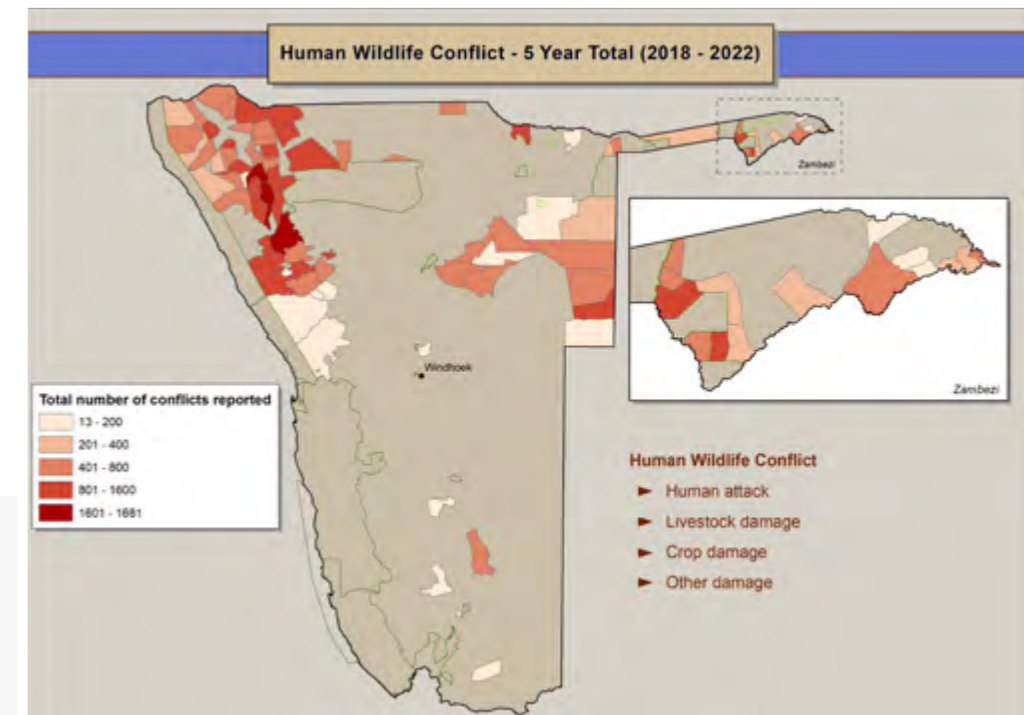 Human Wildlife Conflict - 5 Year Total (2018 - 2022)
Zambezi
Windhoek
Zambezi
Total number of conflicts reported
13 - 200
201 - 400
401 - 800
801 - 1600
1601 - 1681
Human Wildlife Conflict
► Human attack
► Livestock damage
► Crop damage
► Other damage